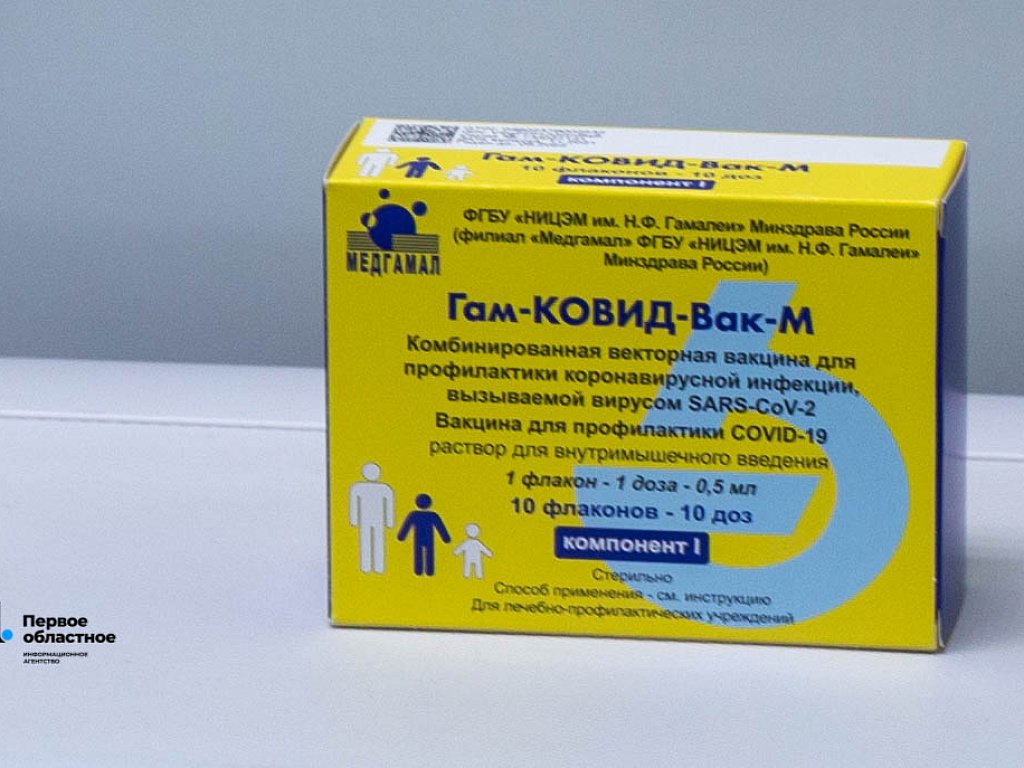 Гам-КОВИД-Вак-М
10 флаконов - 10 доз
компонент I
МЕДГАМАЛ
ФГБУ «НИЦЭМ им. Н.Ф. Гамалеи» Минздрава России
(филиал «Медгамал» ФГБУ «НИЦЭМ им. Н.Ф. Гамалеи»
Минздрава России)
Гам-КОВИД-Вак-М
Комбинированная векторная вакцина для
профилактики коронавирусной инфекции,
вызываемой вирусом SARS-CoV-2
Вакцина для профилактики COVID-19
раствор для внутримышечного введения
1 флакон - 1 доза - 0,5 мл
10 флаконов - 10 доз
компонент I
Стерильно
Способ применения - см. инструкцию
Для лечебно-профилактических учреждений
Первое
областное
ИНФОРМАЦИОННОЕ
АГЕНТСТВО